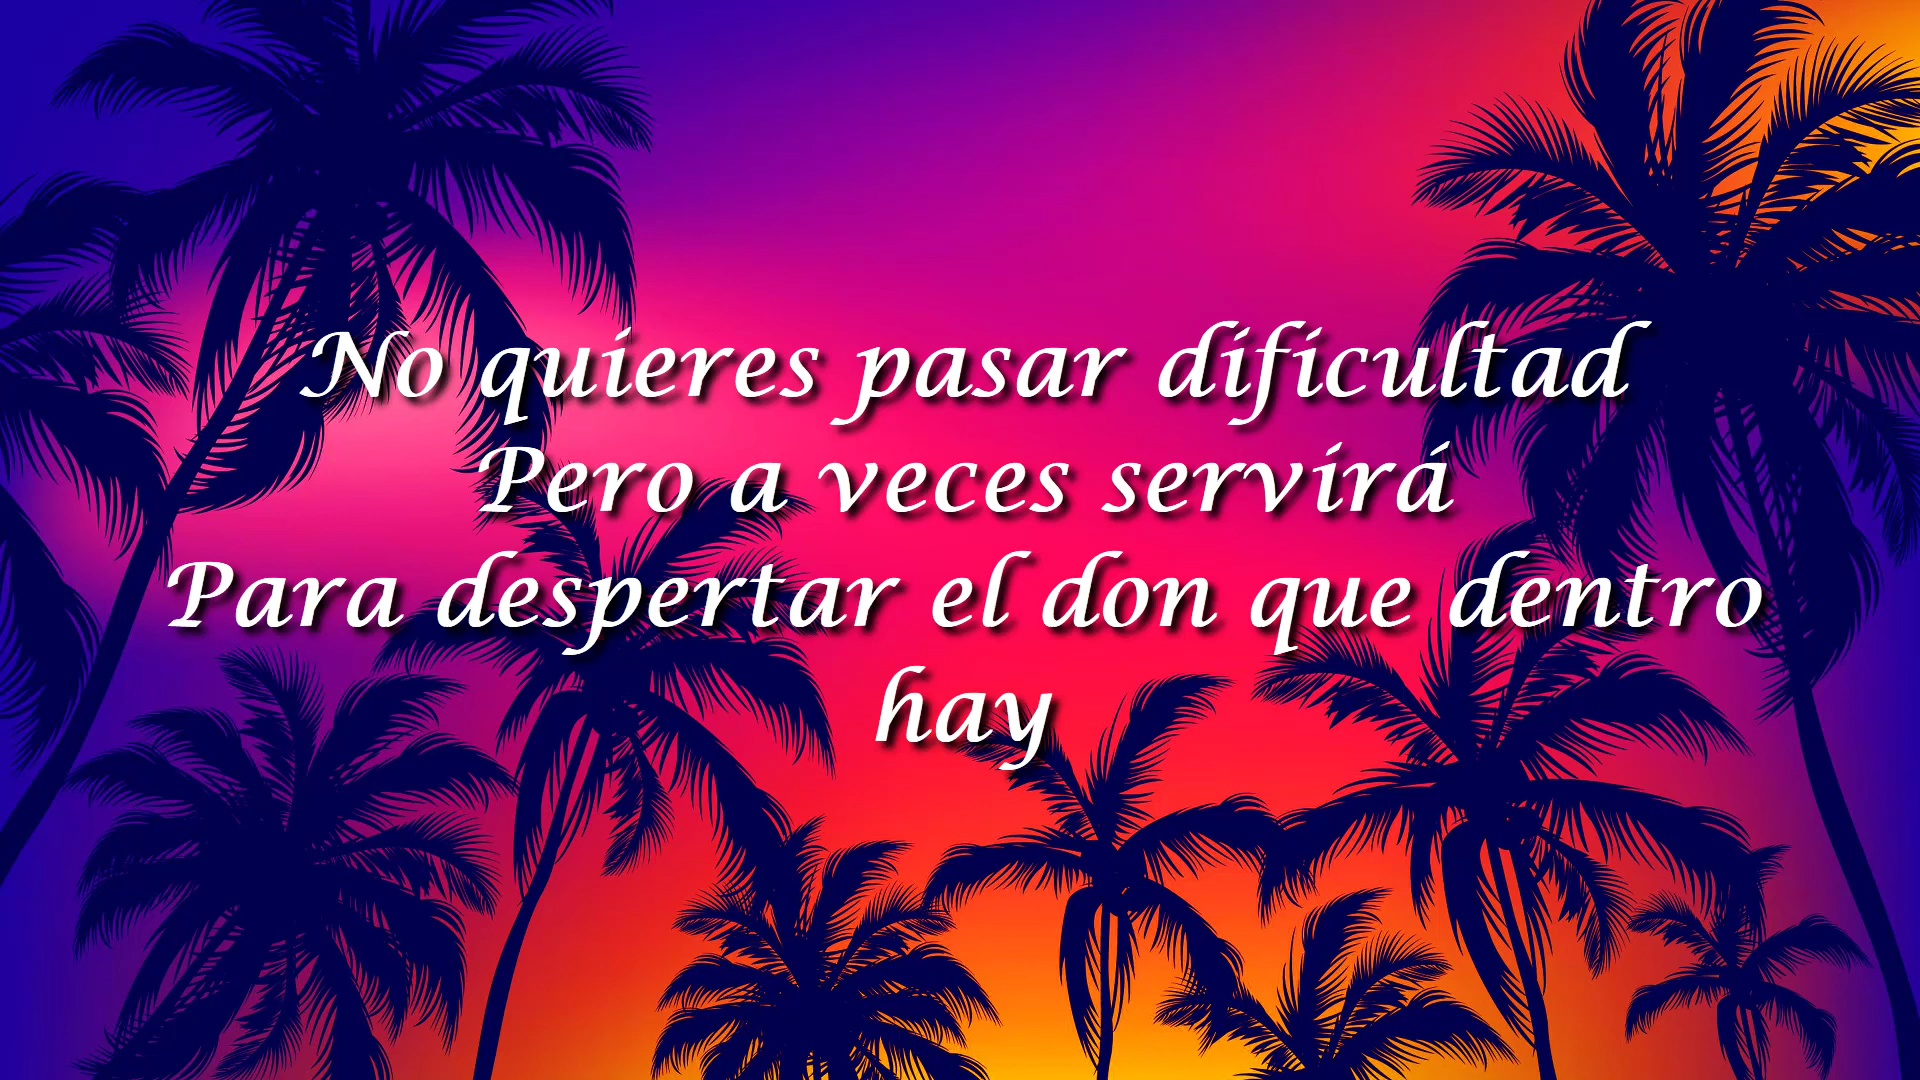 No quieres pasar dificultad
Pero a veces servirá
Para despertar el don que dentro
hay